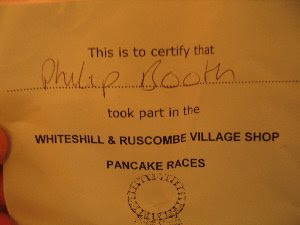 This is to certify that
Philip Booth
took part in the
WHITESHILL & RUSCOMBE VILLAGE SHOP
PANCAKE RACES